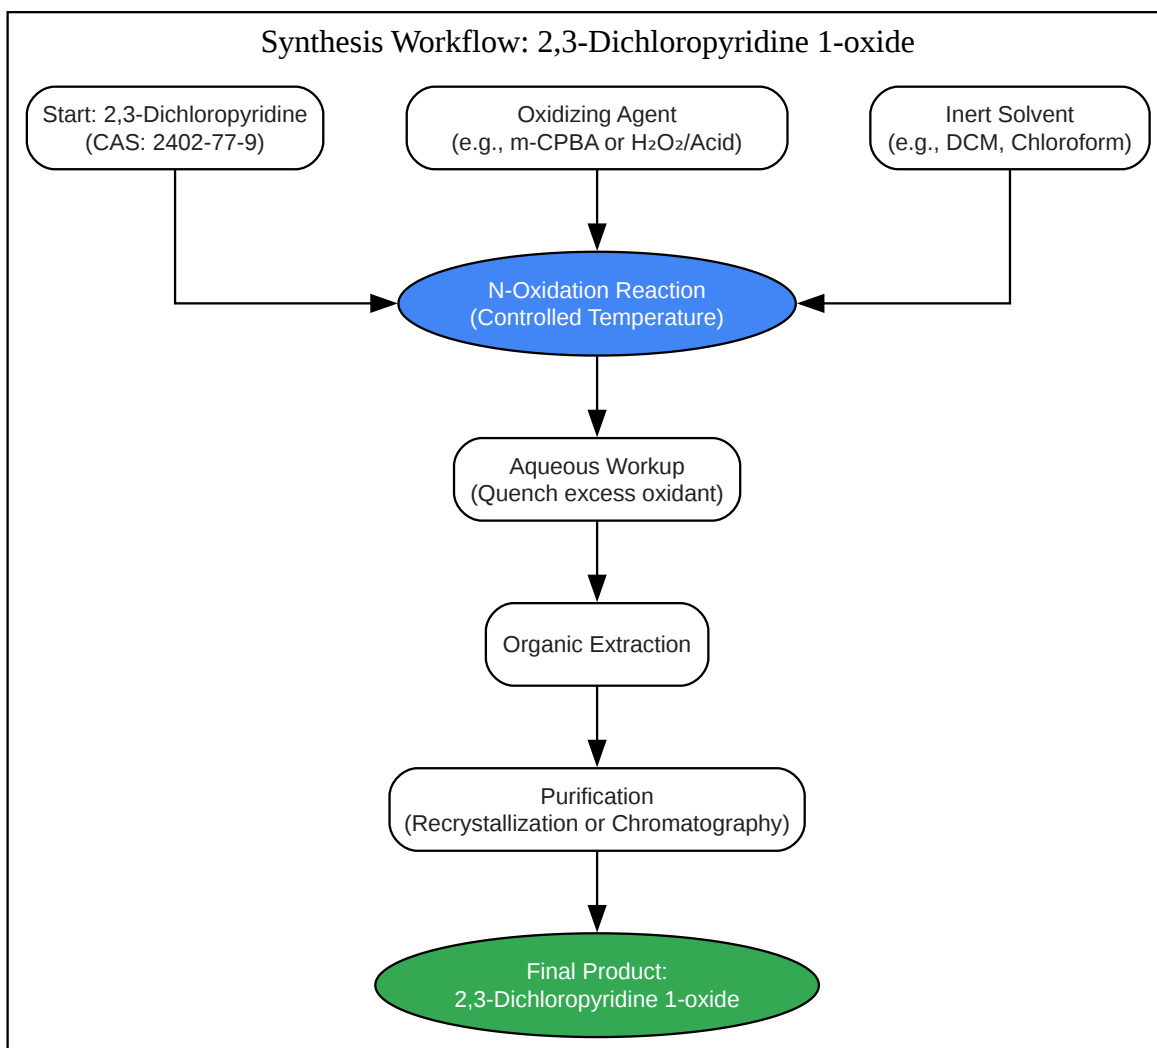 Synthesis Workflow: 2,3-Dichloropyridine 1-oxide
Start: 2,3-Dichloropyridine
(CAS: 2402-77-9)
Oxidizing Agent
(e.g., m-CPBA or H₂O₂/Acid)
Inert Solvent
(e.g., DCM, Chloroform)
N-Oxidation Reaction
(Controlled Temperature)
Aqueous Workup
(Quench excess oxidant)
Organic Extraction
Purification
(Recrystallization or Chromatography)
Final Product:
2,3-Dichloropyridine 1-oxide